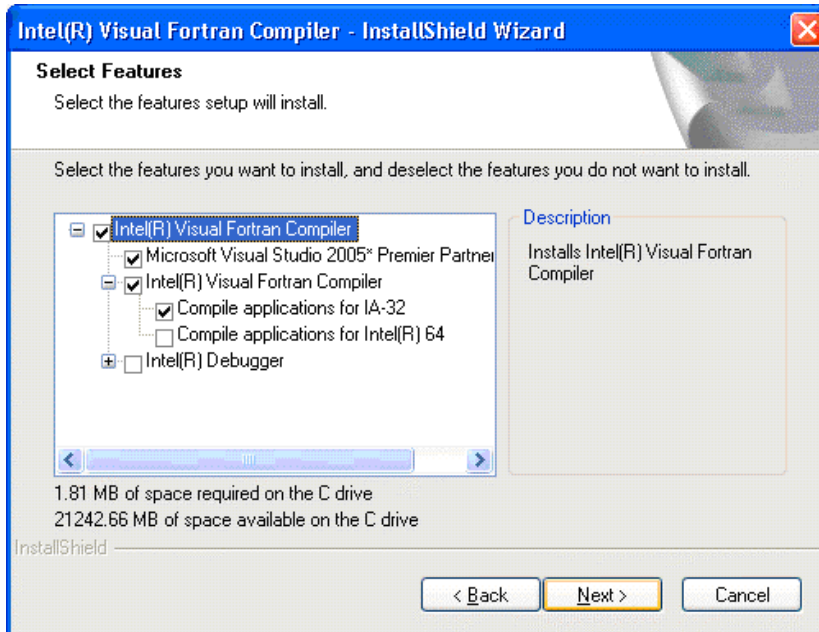 Intel(R) Visual Fortran Compiler - InstallShield Wizard
Select Features
Select the features setup will install.
Select the features you want to install, and deselect the features you do not want to install.
Intel(R) Visual Fortran Compiler
Microsoft Visual Studio 2005* Premier Partner
Intel(R) Visual Fortran Compiler
Compile applications for IA-32
Compile applications for Intel(R) 64
Intel(R) Debugger
Description
Installs Intel(R) Visual Fortran
Compiler
1.81 MB of space required on the C drive
21242.66 MB of space available on the C drive
InstallShield
< Back
Next >
Cancel